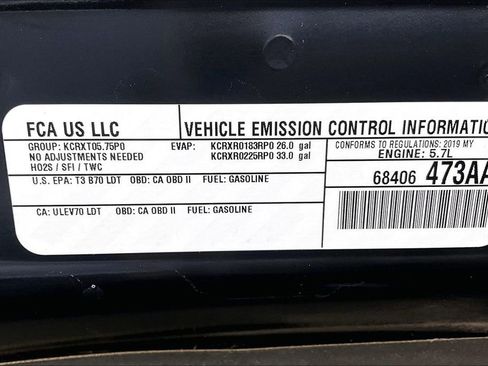 FCA US LLC
VEHICLE EMISSION CONTROL INFORMATIO
GROUP: KCRXT05.75P0 EVAP: KCRXR0183RP0 26.0 gal
NO ADJUSTMENTS NEEDED KCRXR0225RP0 33.0 gal
HO2S / SFI / TWC
CONFORMS TO REGULATIONS: 2019 MY
ENGINE: 5.7L
U.S. EPA: T3 B70 LDT OBD: CA OBD II FUEL: GASOLINE
68406 473AA
CA: ULEV70 LDT OBD: CA OBD II FUEL: GASOLINE